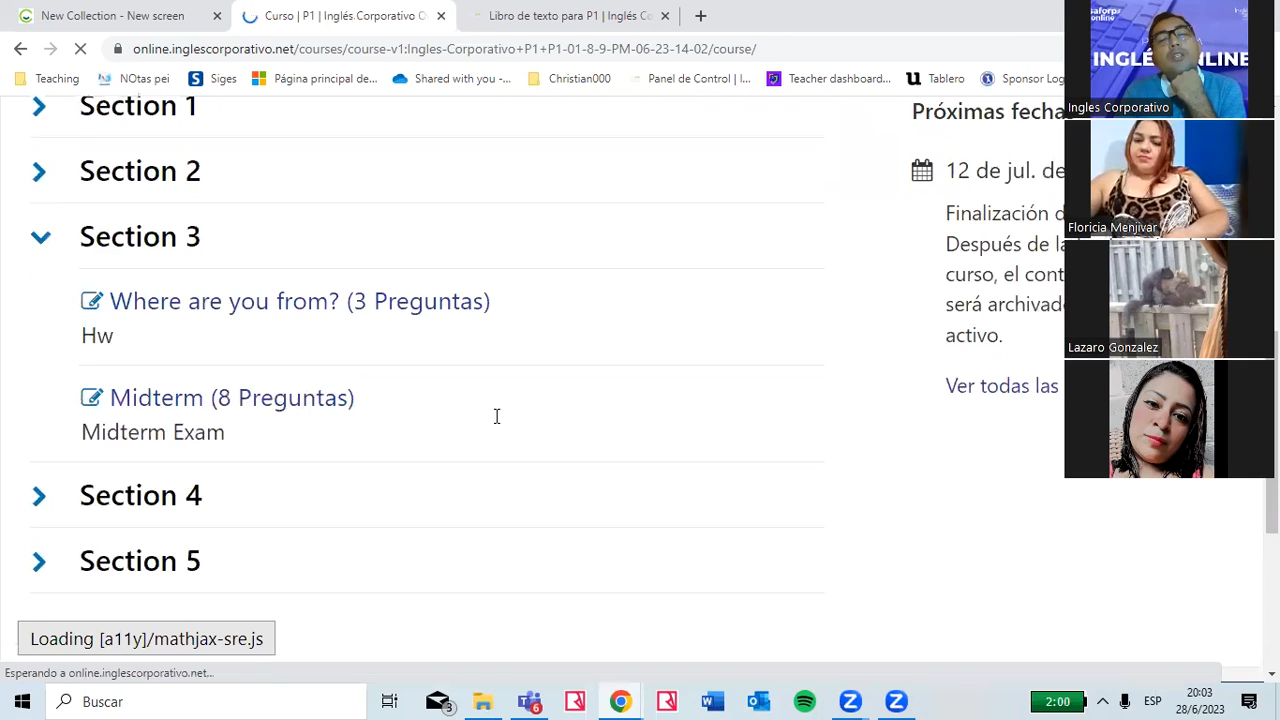 New Collection - New screen
Curso | P1 | Inglés Corporativo O
Libro de texto para P1 | Inglés Co
online.inglescorporativo.net/courses/course-v1:Ingles-Corporativo+P1+P1-01-8-9-PM-06-23-14-02/course/
Teaching
NOtas pei
Siges
Página principal de...
Shared with you -...
Christian000
Panel de Control | I...
Teacher dashboard...
Tablero
Sponsor Log
Section 1
Section 2
Section 3
Where are you from? (3 Preguntas)
Hw
Midterm (8 Preguntas)
Midterm Exam
Section 4
Section 5
Próximas fecha
12 de jul. de
Finalización d
Después de la
curso, el cont
será archivado
activo.
Ver todas las
online
INGLÉ NLINE
Ingles Corporativo
Floricia Menjivar
Lazaro Gonzalez
Loading [a11y]/mathjax-sre.js
Esperando a online.inglescorporativo.net...
Buscar
3
6
2:00
ESP
20:03
28/6/2023